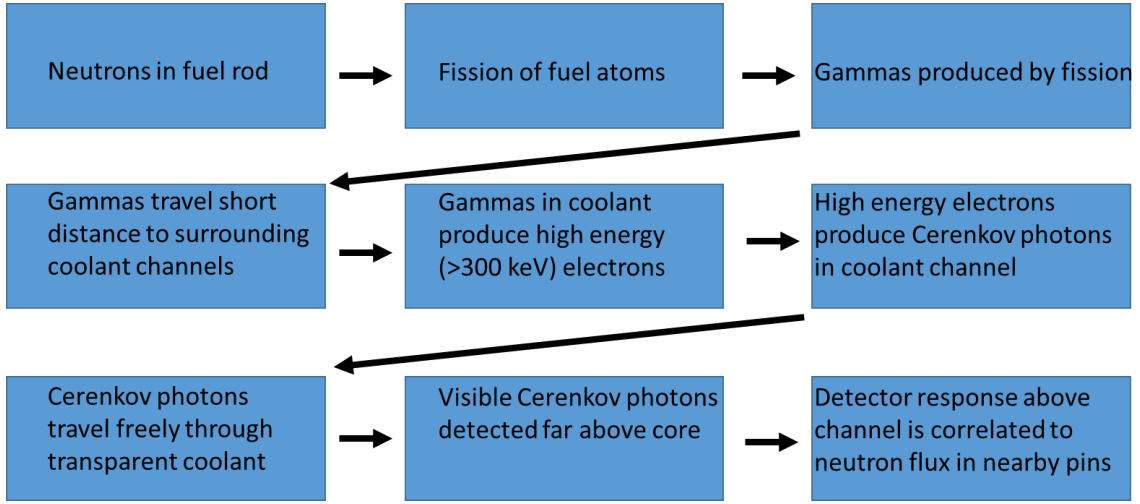 Neutrons in fuel rod
Fission of fuel atoms
Gammas produced by fission
Gammas travel short
distance to surrounding
coolant channels
Gammas in coolant
produce high energy
(>300 keV) electrons
High energy electrons
produce Cerenkov photons
in coolant channel
Cerenkov photons
travel freely through
transparent coolant
Visible Cerenkov photons
detected far above core
Detector response above
channel is correlated to
neutron flux in nearby pins